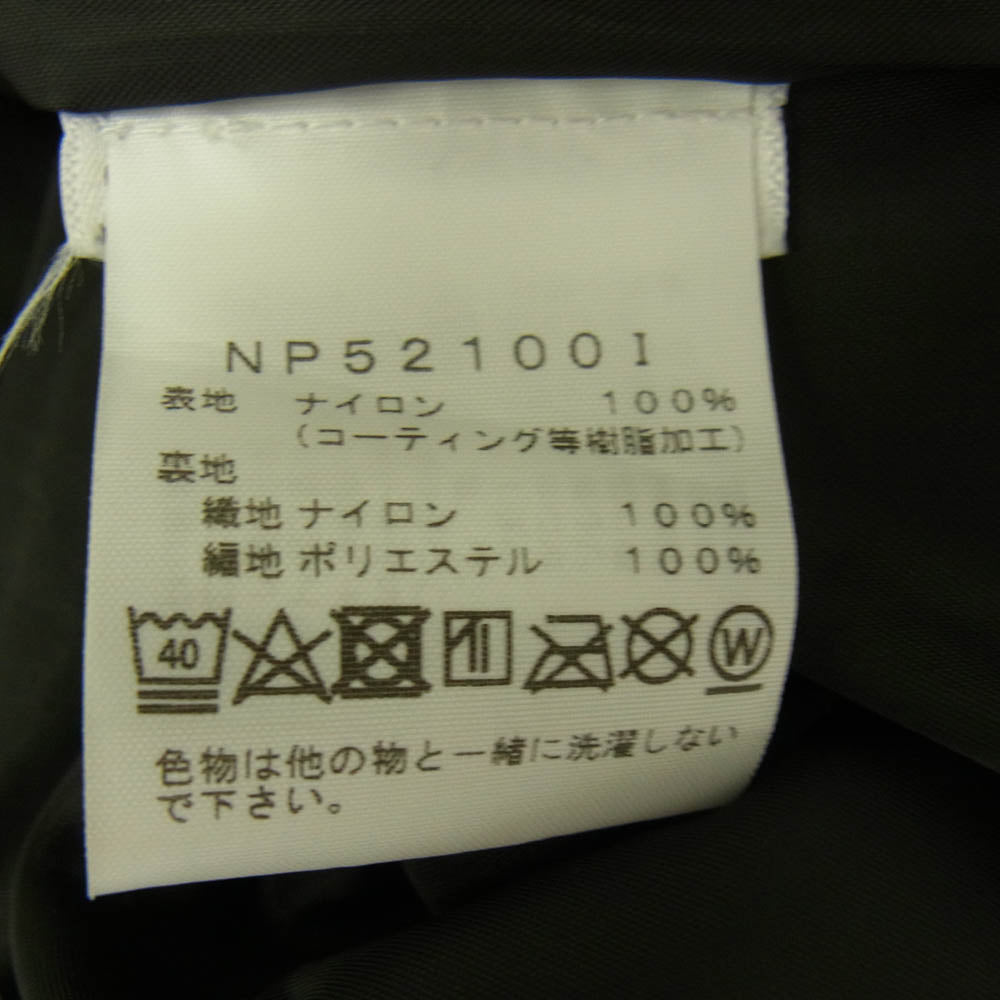 NP52100I
表地 ナイロン 100%
(コーティング等樹脂加工)
裏地
織地 ナイロン 100%
編地 ポリエステル 100%
40 W
色物は他の物と一緒に洗濯しない
で下さい。